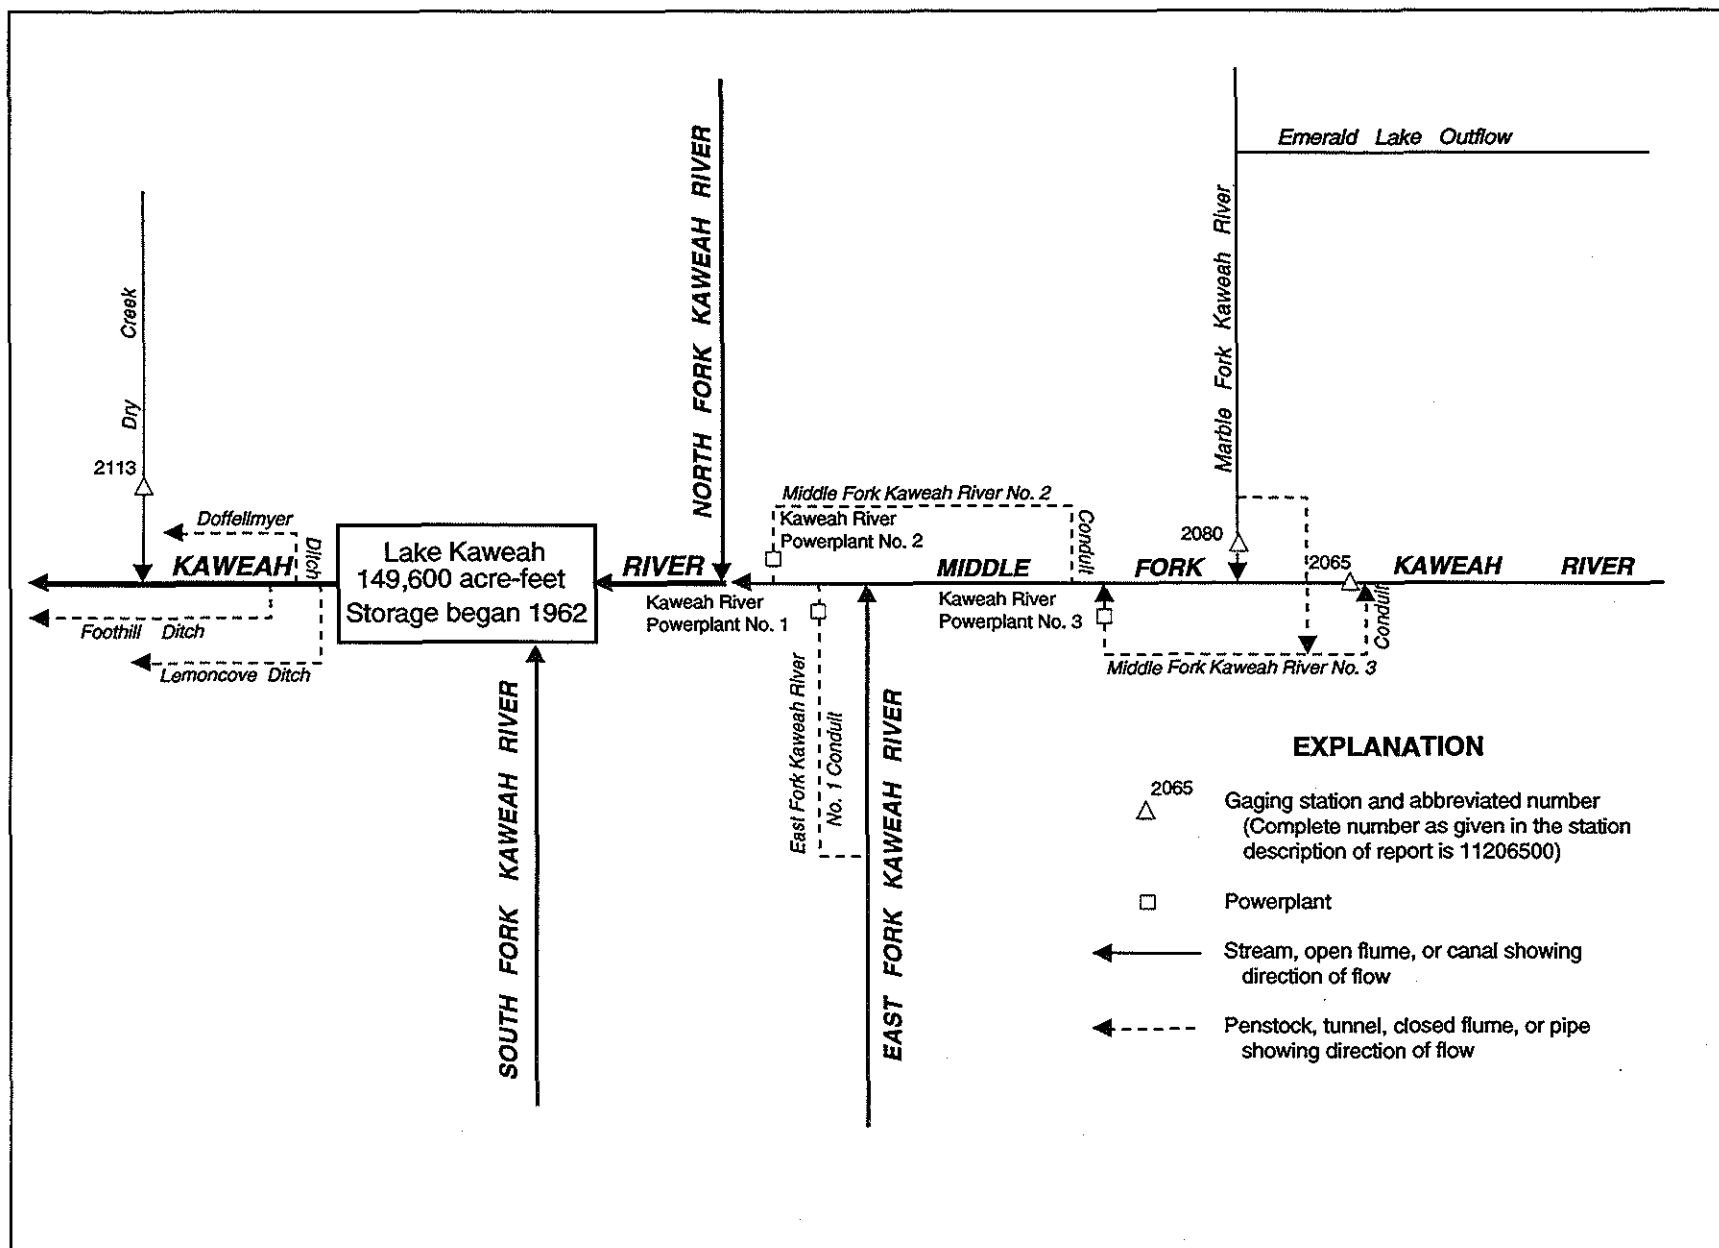 Emerald Lake Outflow
Marble Fork Kaweah River
NORTH FORK KAWEAH RIVER
Dry Creek
2113
Doffellmyer
Ditch
KAWEAH
Foothill Ditch
Lemoncove Ditch
Lake Kaweah
149,600 acre-feet
Storage began 1962
RIVER
Kaweah River
Powerplant No. 1
Middle Fork Kaweah River No. 2
Conduit
Kaweah River
Powerplant No. 2
MIDDLE FORK KAWEAH RIVER
2080
2065
Kaweah River
Powerplant No. 3
Conduit
Middle Fork Kaweah River No. 3
SOUTH FORK KAWEAH RIVER
East Fork Kaweah River
No. 1 Conduit
EAST FORK KAWEAH RIVER
EXPLANATION
2065
Gaging station and abbreviated number
(Complete number as given in the station
description of report is 11206500)
Powerplant
Stream, open flume, or canal showing
direction of flow
Penstock, tunnel, closed flume, or pipe
showing direction of flow